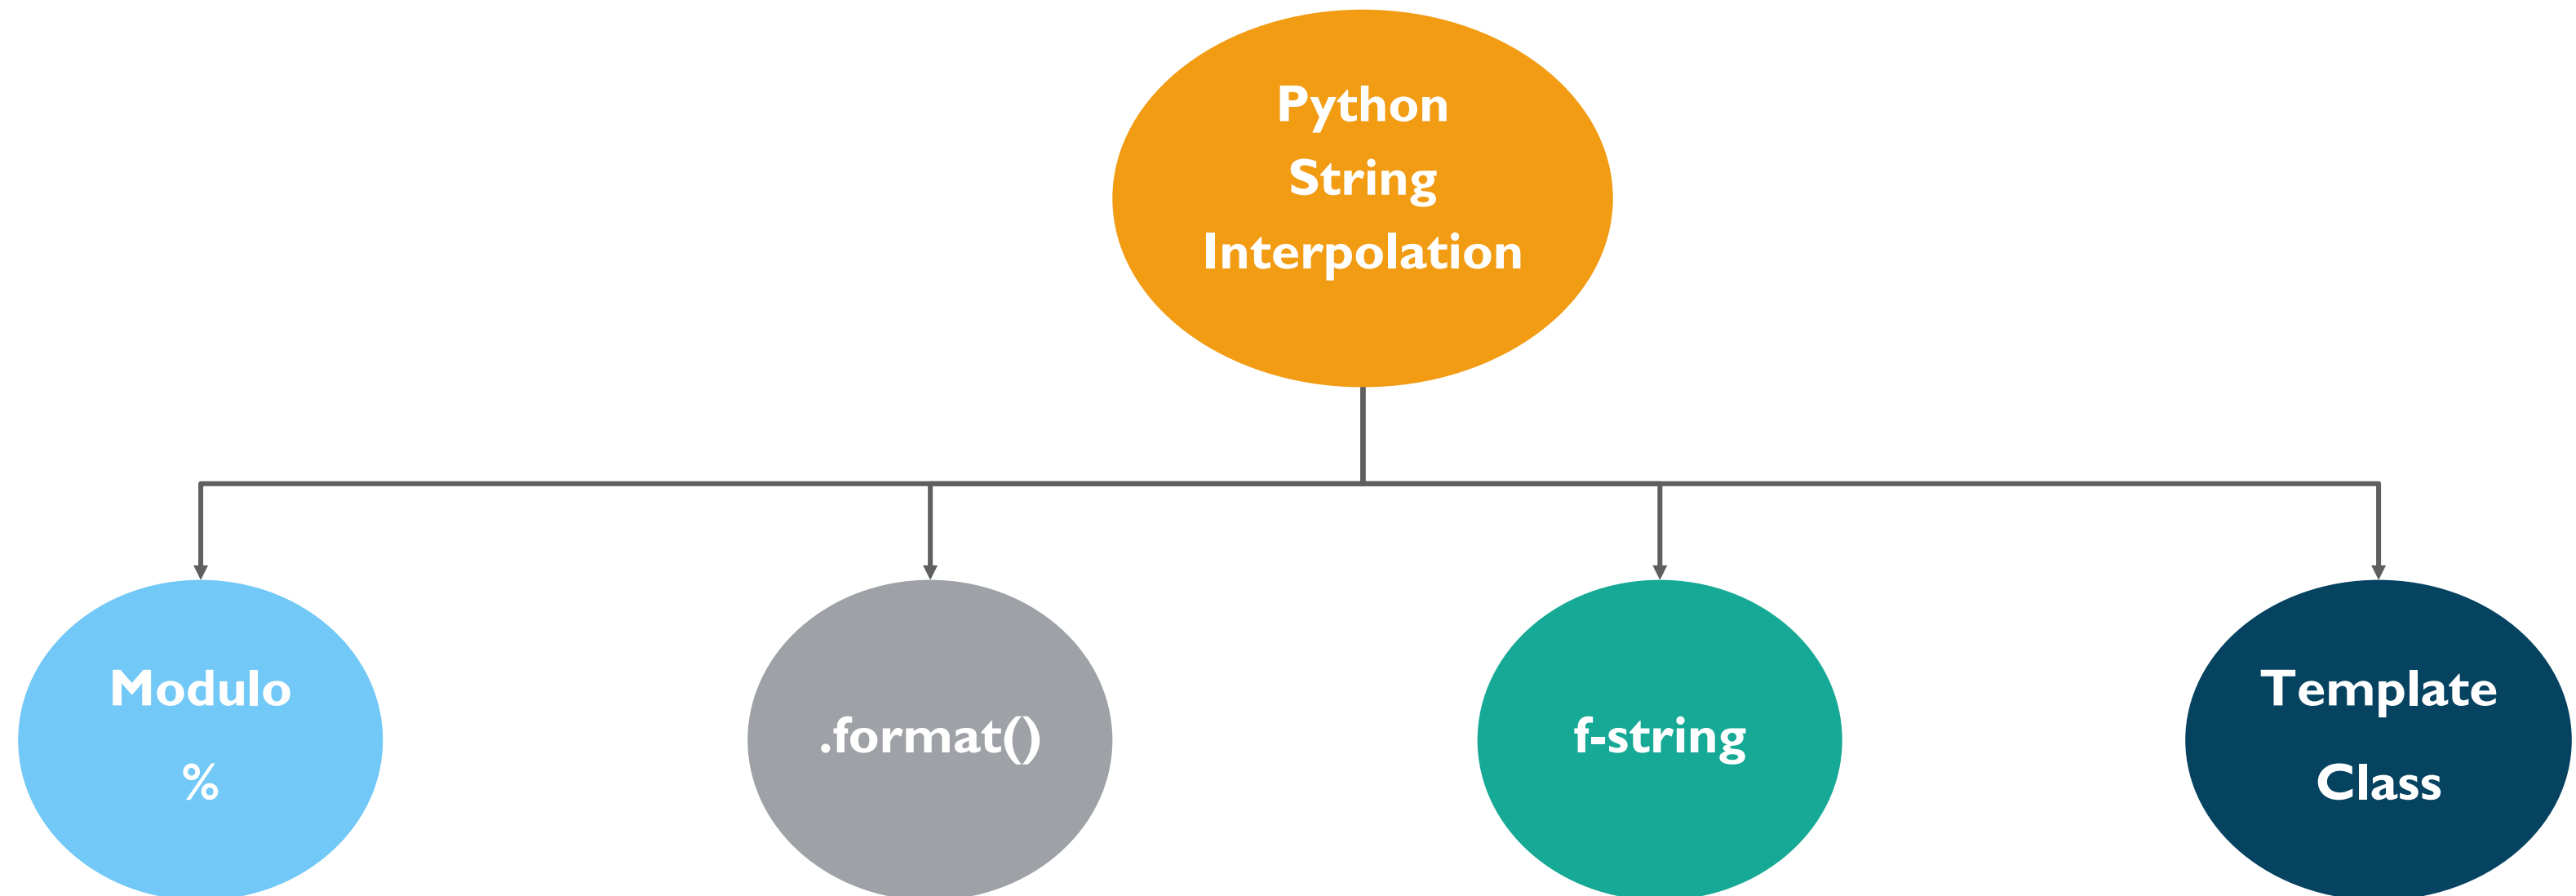 Python
String
Interpolation
Modulo
%
.format()
f-string
Template
Class